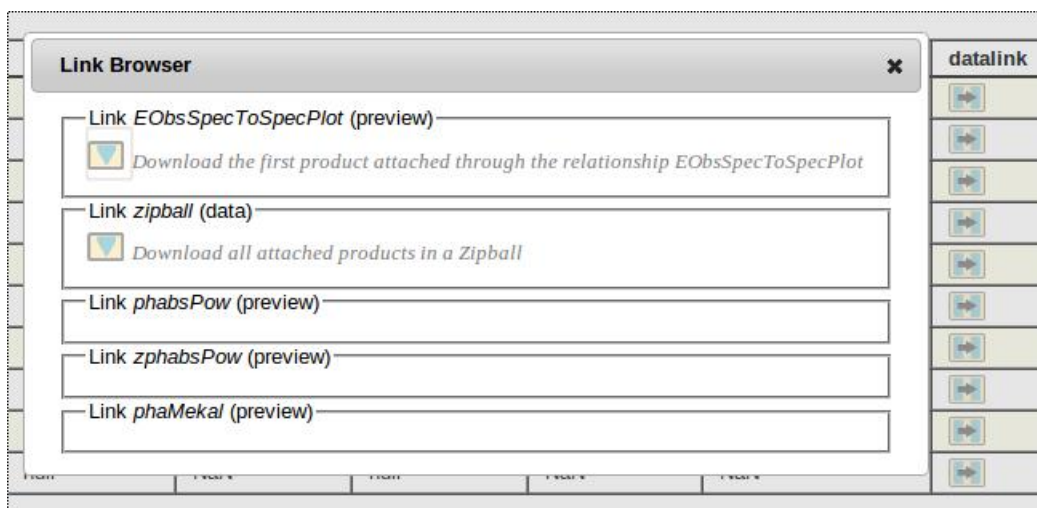 Link Browser
datalink
Link EObsSpecToSpecPlot (preview)
Download the first product attached through the relationship EObsSpecToSpecPlot
Link zipball (data)
Download all attached products in a Zipball
Link phabsPow (preview)
Link zphabsPow (preview)
Link phaMekal (preview)